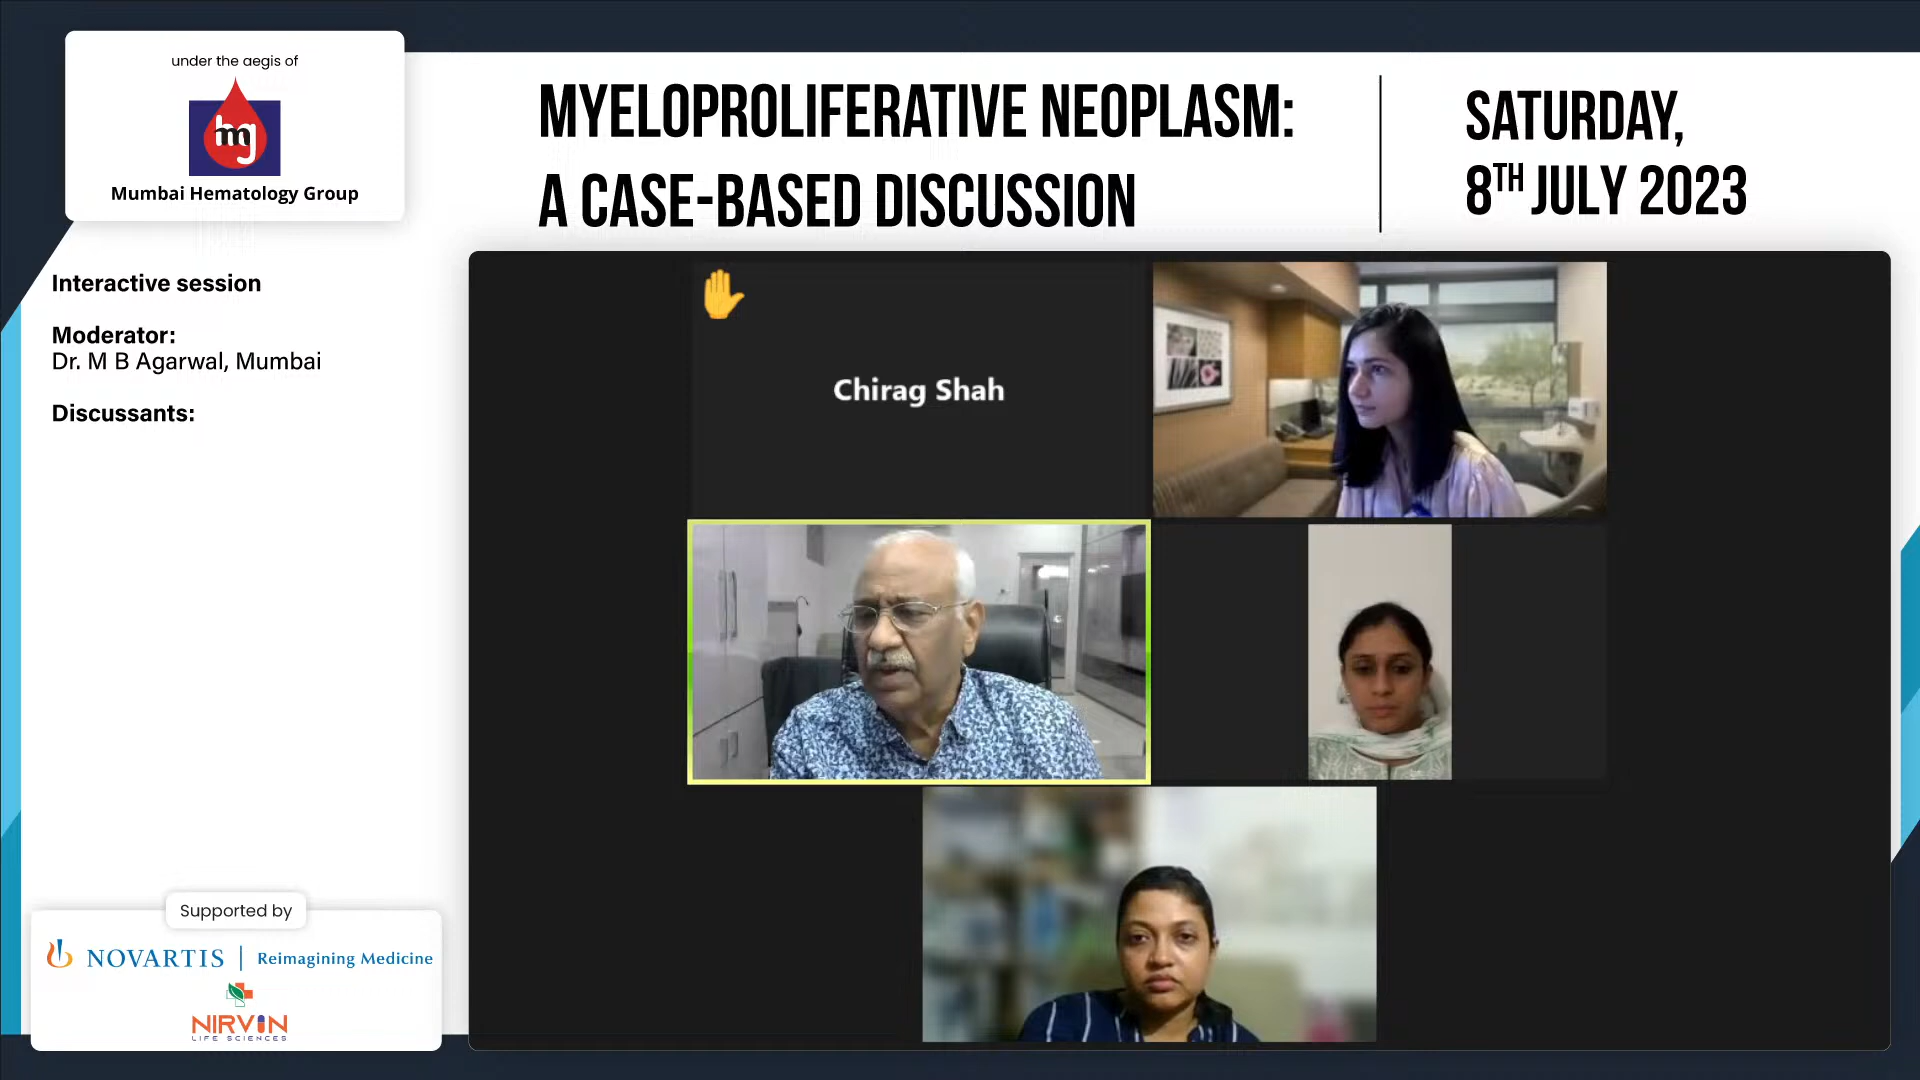 under the aegis of
hmg
Mumbai Hematology Group
MYELOPROLIFERATIVE NEOPLASM:
A CASE-BASED DISCUSSION
SATURDAY,
8TH JULY 2023
Interactive session
Moderator:
Dr. M B Agarwal, Mumbai
Discussants:
Chirag Shah
Supported by
NOVARTIS | Reimagining Medicine
NIRVIN
LIFE SCIENCES